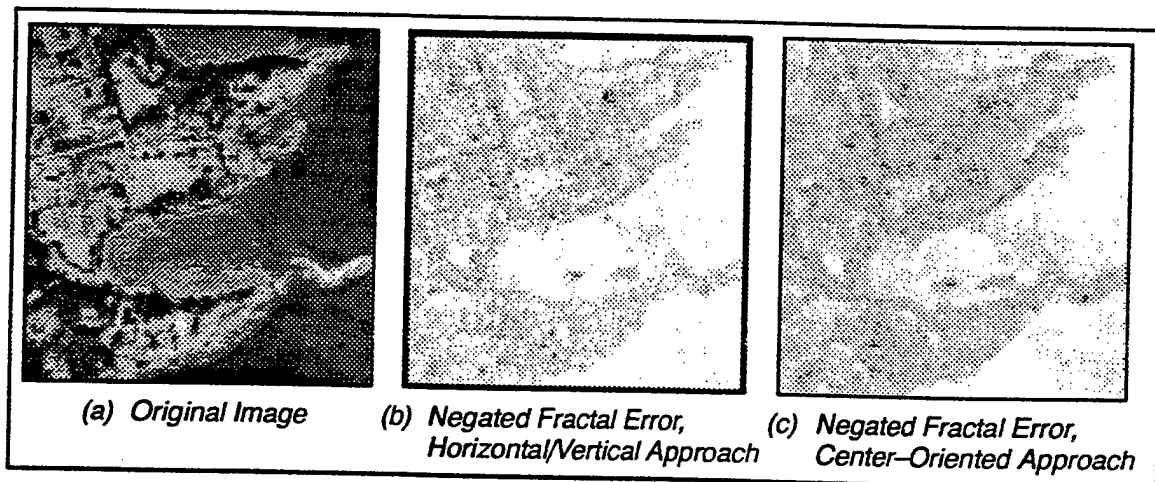 (a) Original Image
(b) Negated Fractal Error,
Horizontal/Vertical Approach
(c) Negated Fractal Error,
Center–Oriented Approach